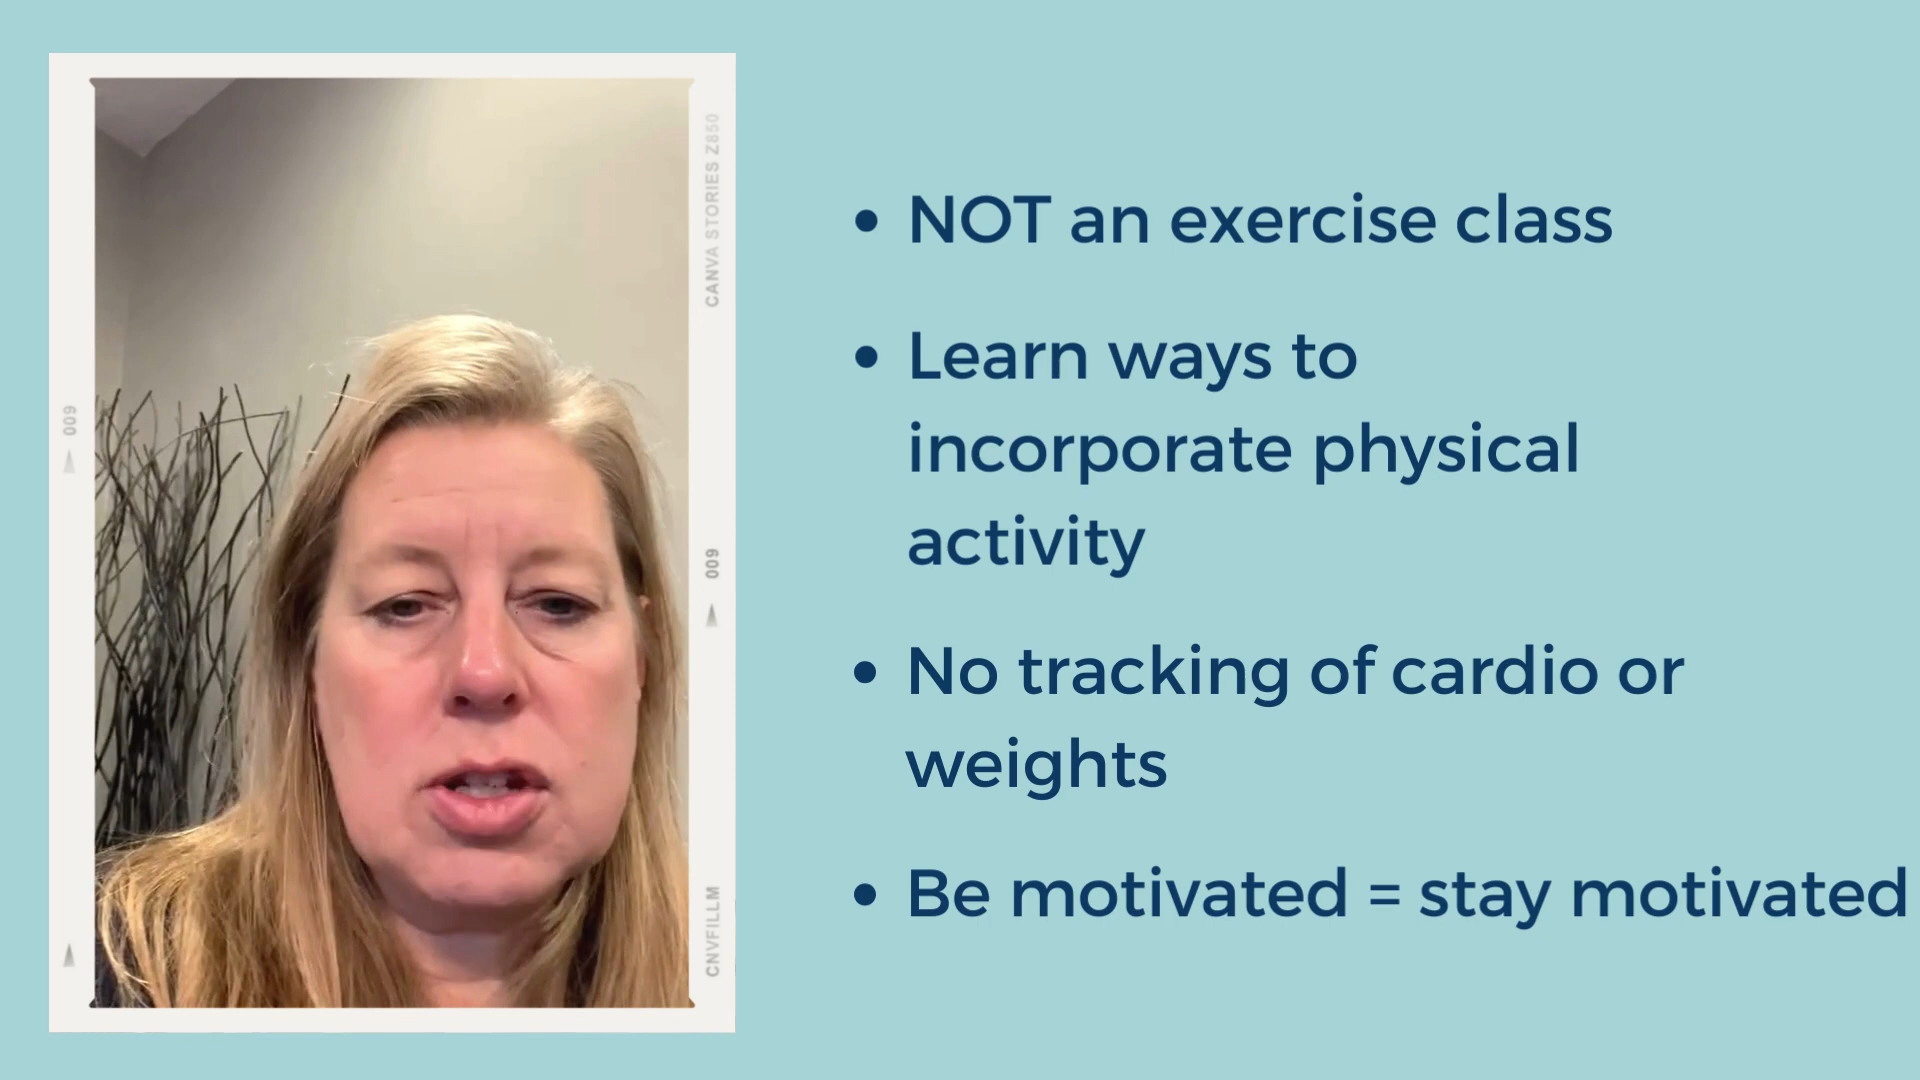 CANVA STORIES Z850
009
009
CNVFILLM
• NOT an exercise class
• Learn ways to
incorporate physical
activity
• No tracking of cardio or
weights
• Be motivated = stay motivated